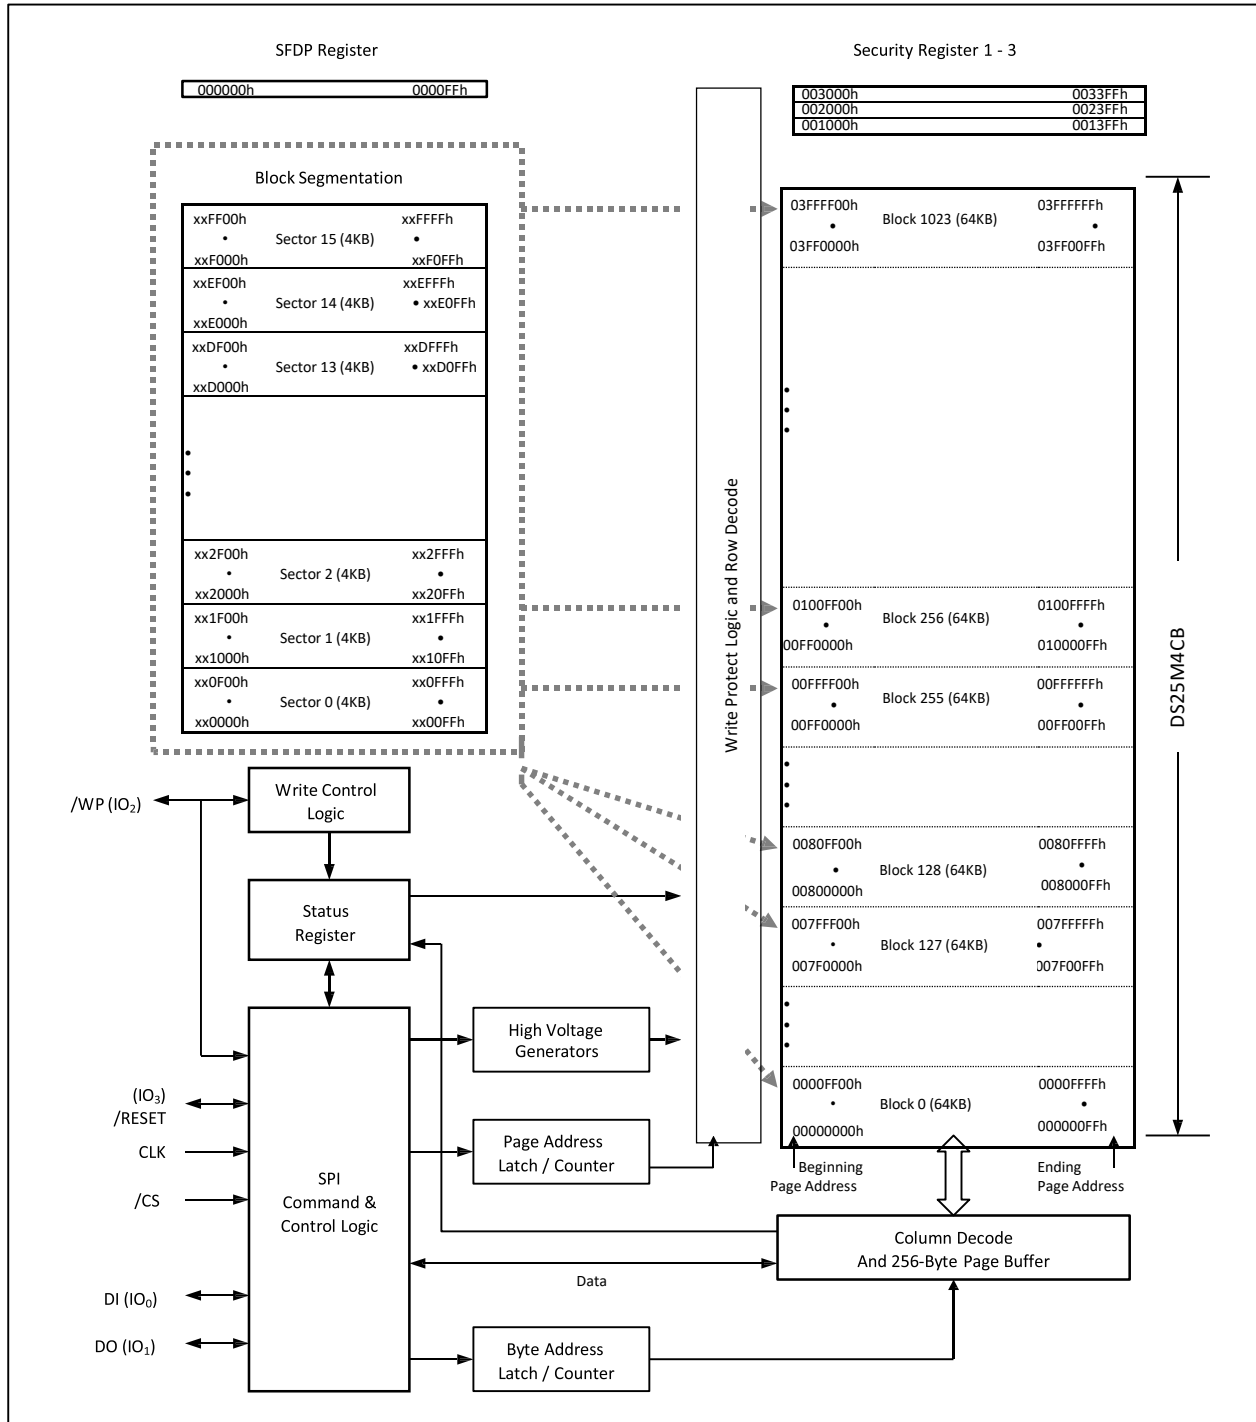 SFDP Register
000000h 0000FFh
Security Register 1 - 3
003000h 0033FFh
002000h 0023FFh
001000h 0013FFh
Block Segmentation
xxFF00h xxFFFFh
Sector 15 (4KB)
xxF000h xxF0FFh
xxEF00h xxEFFFh
Sector 14 (4KB) xxE0FFh
xxE000h
xxDF00h xxDFFFh
Sector 13 (4KB) xxD0FFh
xxD000h
xx2F00h xx2FFFh
Sector 2 (4KB)
xx2000h xx20FFh
xx1F00h xx1FFFh
Sector 1 (4KB)
xx1000h xx10FFh
xx0F00h xx0FFFh
Sector 0 (4KB)
xx0000h xx00FFh
Write Protect Logic and Row Decode
03FFFF00h 03FFFFFFh
Block 1023 (64KB)
03FF0000h 03FF00FFh
0100FF00h 0100FFFFh
Block 256 (64KB)
00FF0000h 010000FFh
00FFFF00h 00FFFFFFh
Block 255 (64KB)
00FF0000h 00FF00FFh
0080FF00h 0080FFFFh
Block 128 (64KB)
00800000h 008000FFh
007FFF00h 007FFFFFh
Block 127 (64KB)
007F0000h 007F00FFh
0000FF00h 0000FFFFh
Block 0 (64KB)
00000000h 000000FFh
DS25M4CB
Beginning
Page Address
Ending
Page Address
/WP (IO2)
Write Control
Logic
Status
Register
High Voltage
Generators
(IO3)
/RESET
CLK
/CS
DI (IO0)
DO (IO1)
SPI
Command &
Control Logic
Page Address
Latch / Counter
Column Decode
And 256-Byte Page Buffer
Data
Byte Address
Latch / Counter